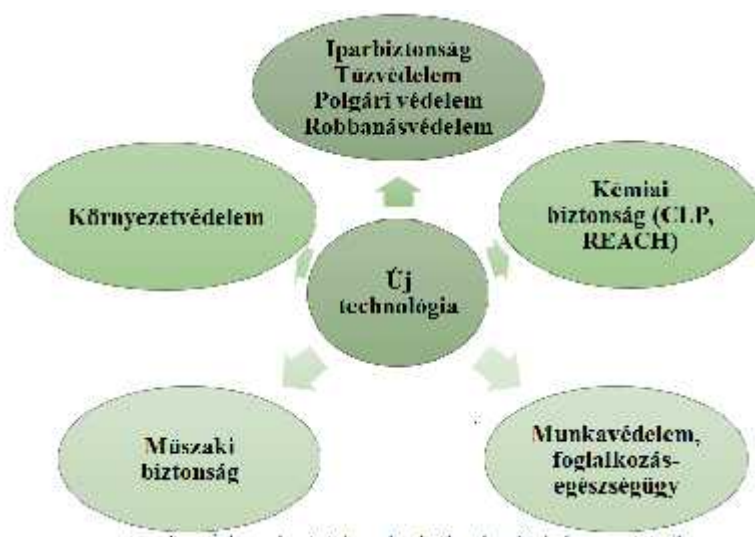 Iparbiztonság
Tűzvédelem
Polgári védelem
Robbanásvédelem
Környezetvédelem
Kémiai
biztonság (CLP,
REACH)
Új
technológia
Műszaki
biztonság
Munkavédelem,
foglalkozás-
egészségügy